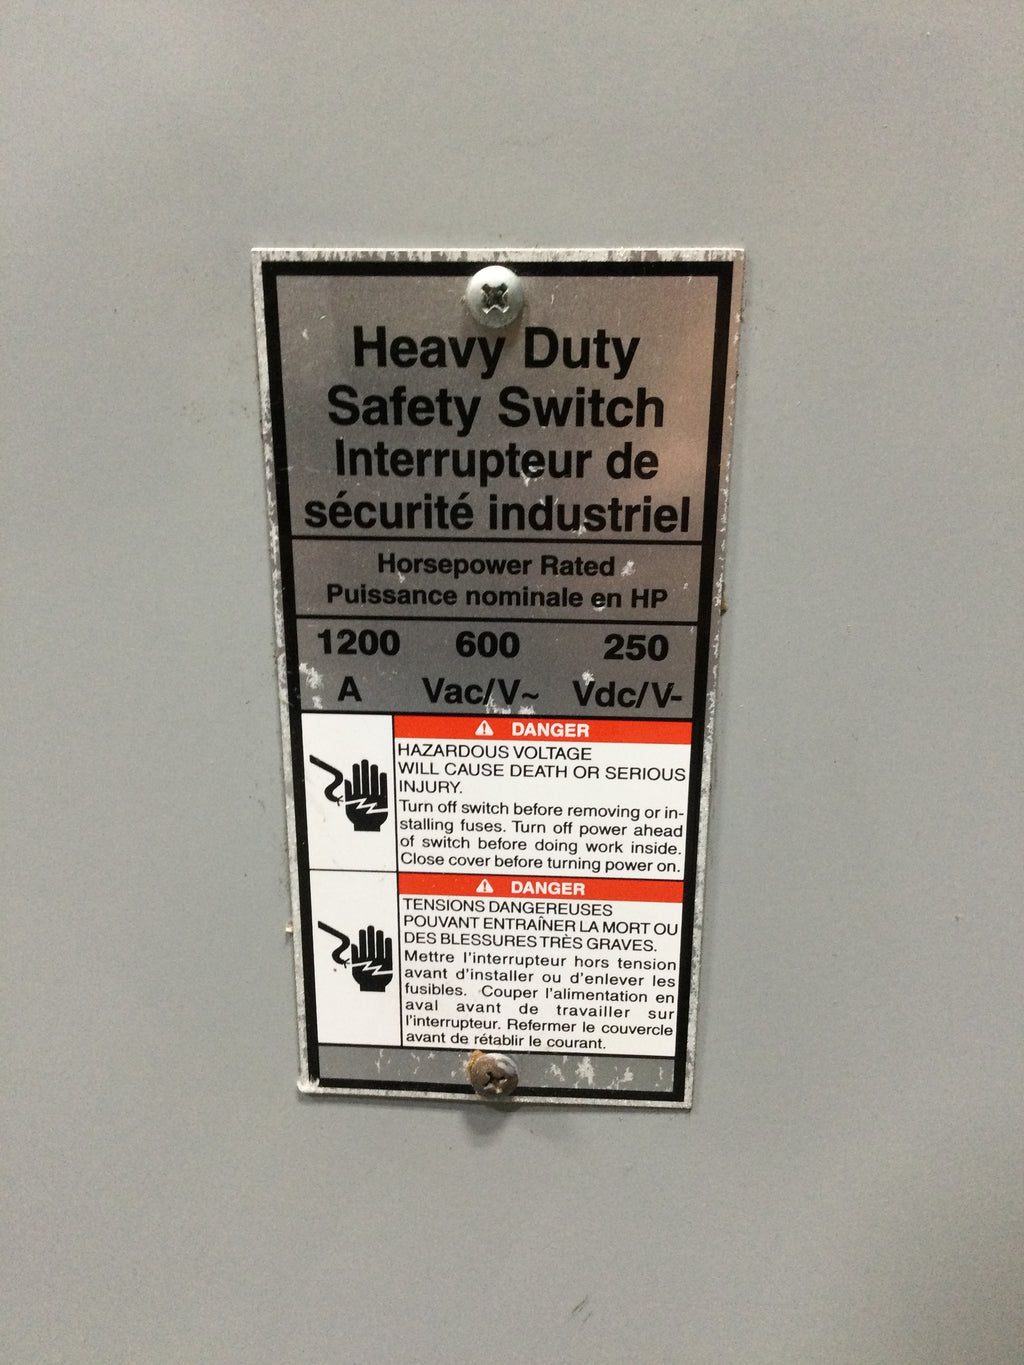 Heavy Duty
Safety Switch
Interrupteur de
sécurité industriel
Horsepower Rated
Puissance nominale en HP
1200 600 250
A Vac/V~ Vdc/V-
DANGER
HAZARDOUS VOLTAGE
WILL CAUSE DEATH OR SERIOUS
INJURY.
Turn off switch before removing or in-
stalling fuses. Turn off power ahead
of switch before doing work inside.
Close cover before turning power on.
DANGER
TENSIONS DANGEREUSES
POUVANT ENTRAÎNER LA MORT OU
DES BLESSURES TRÈS GRAVES.
Mettre l'interrupteur hors tension
avant d'installer ou d'enlever les
fusibles. Couper l'alimentation en
aval avant de travailler sur
l'interrupteur. Refermer le couvercle
avant de rétablir le courant.